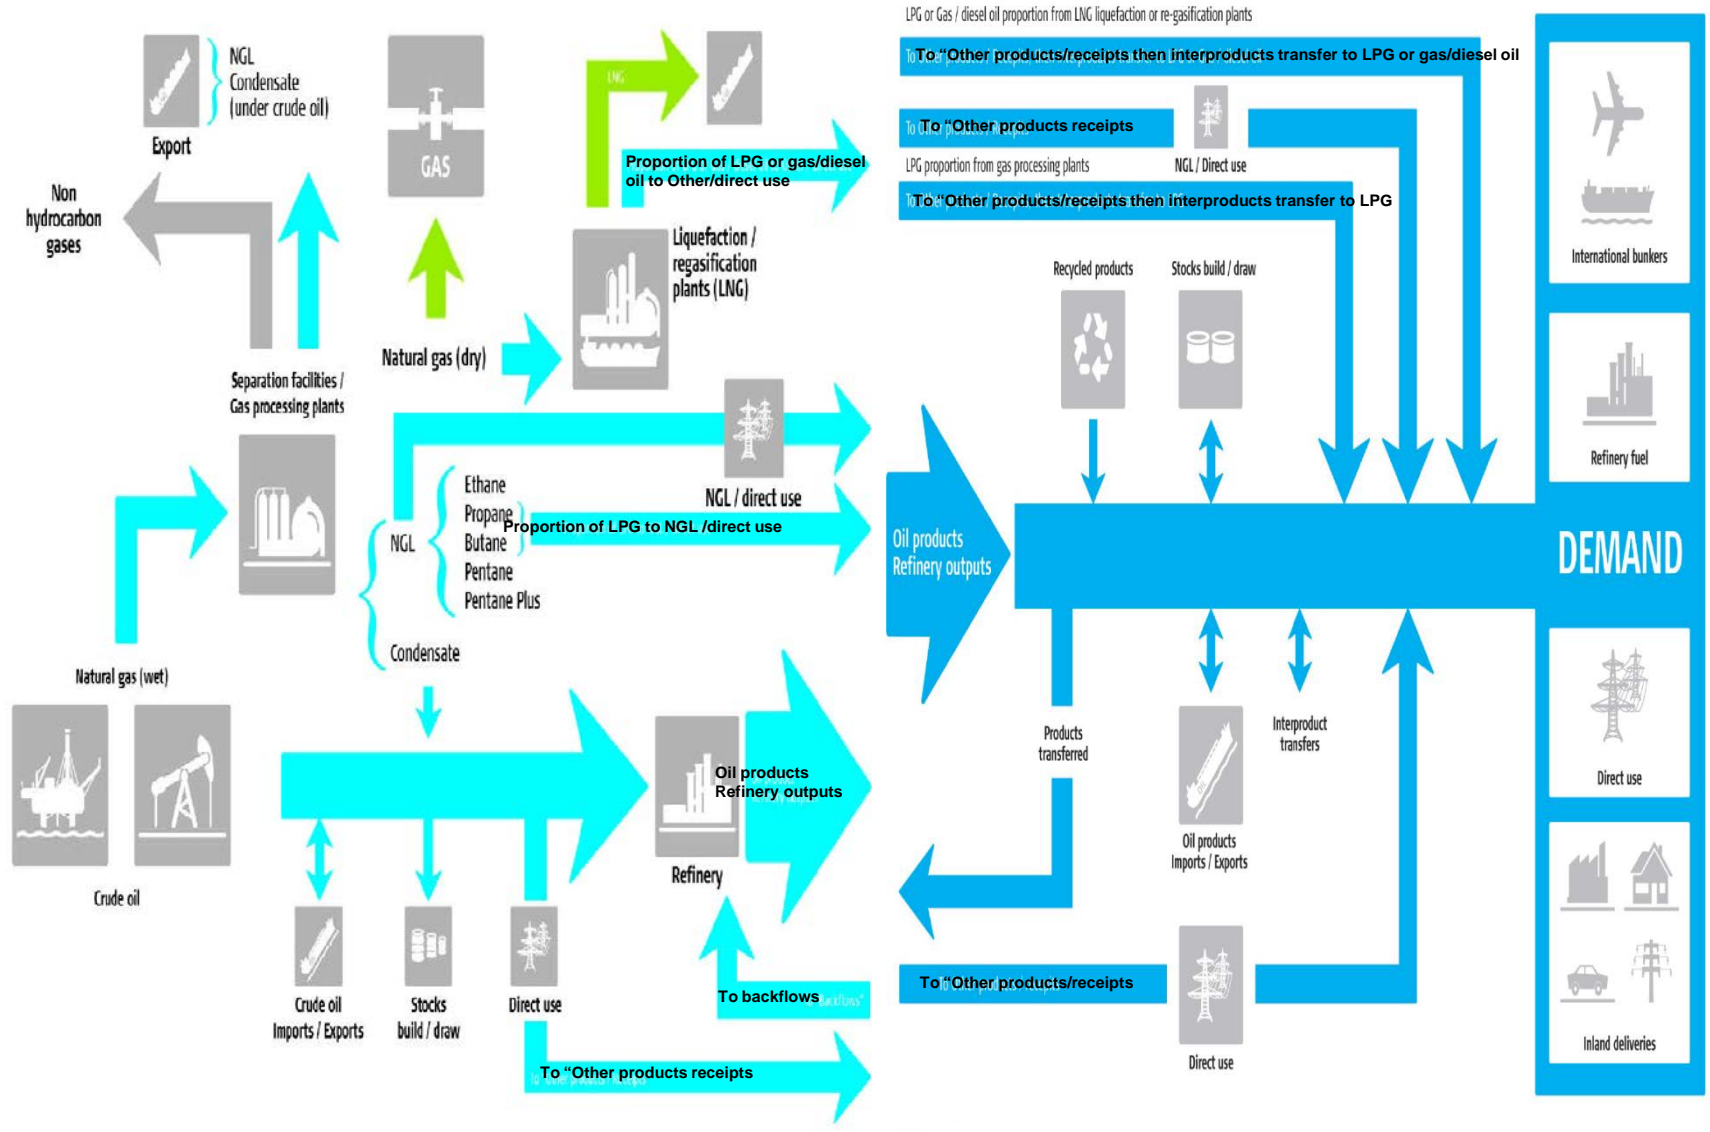 LPG or Gas / diesel oil proportion from LNG liquefaction or re-gasification plants
To “Other products/receipts then interproducts transfer to LPG or gas/diesel oil
NGL
Condensate
(under crude oil)
Export
LNG
GAS
Proportion of LPG or gas/diesel
oil to Other/direct use
To “Other products receipts
NGL / Direct use
LPG proportion from gas processing plants
To “Other products/receipts then interproducts transfer to LPG
Non
hydrocarbon
gases
Liquefaction /
regasification
plants (LNG)
Natural gas (dry)
Separation facilities /
Gas processing plants
Recycled products
Stocks build / draw
International bunkers
Refinery fuel
NGL / direct use
NGL
Ethane
Propane
Butane
Pentane
Pentane Plus
Proportion of LPG to NGL /direct use
Condensate
Oil products
Refinery outputs
DEMAND
Natural gas (wet)
Crude oil
Oil products
Refinery outputs
Refinery
Products
transferred
Interproduct
transfers
OIL
Oil products
Imports / Exports
Direct use
Crude oil
Imports / Exports
Stocks
build / draw
Direct use
To backflows
Backflows"
To “Other products receipts
To “Other products/receipts
Direct use
Inland deliveries